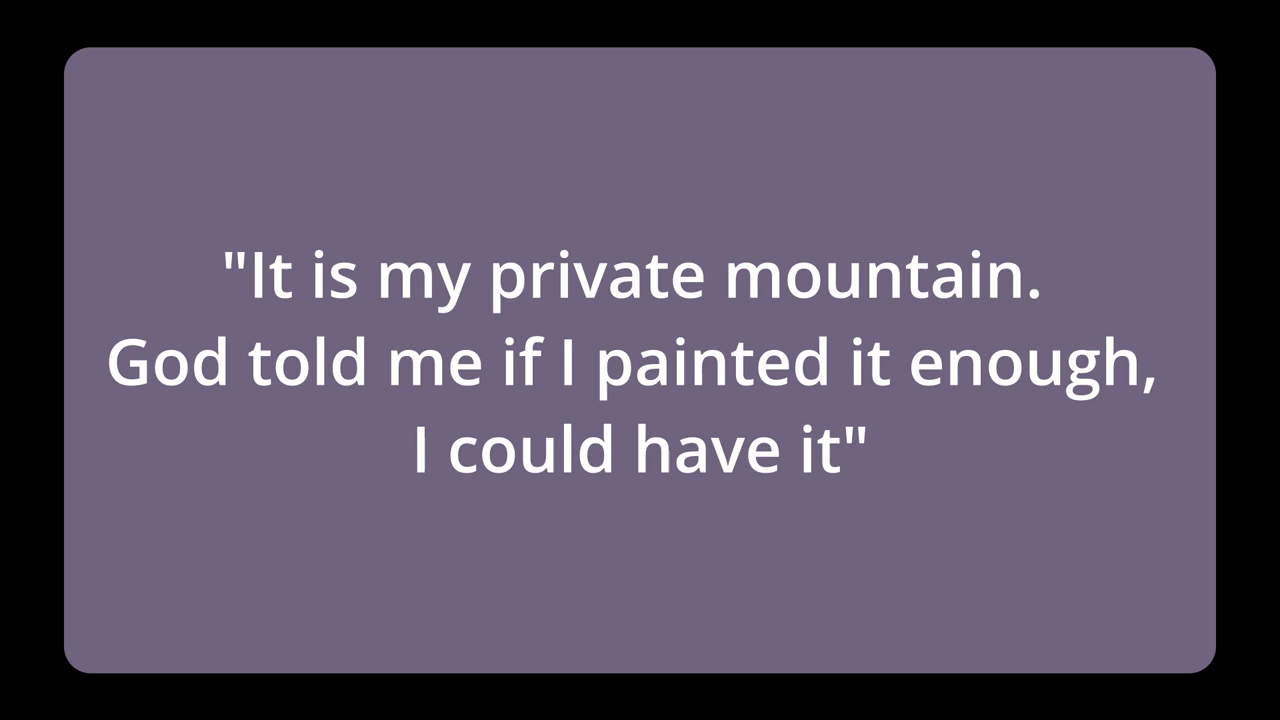 "It is my private mountain.
God told me if I painted it enough,
I could have it"